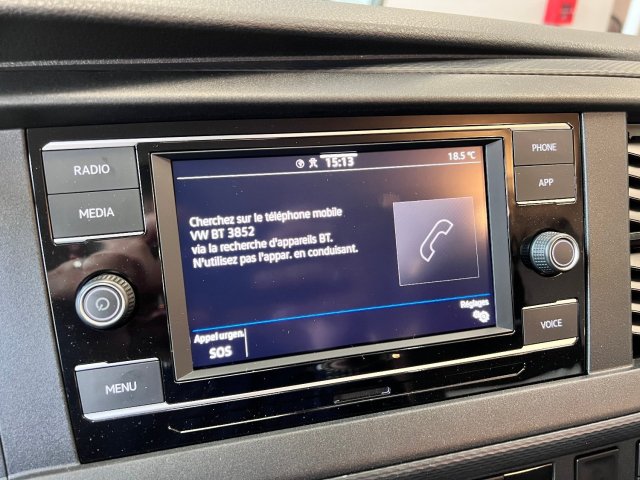 RADIO
MEDIA
MENU
15:13
18.5 °C
Cherchez sur le téléphone mobile
VW BT 3852
via la recherche d'appareils BT.
N'utilisez pas l'appar. en conduisant.
Appel urgen.
SOS
Réglages
PHONE
APP
VOICE